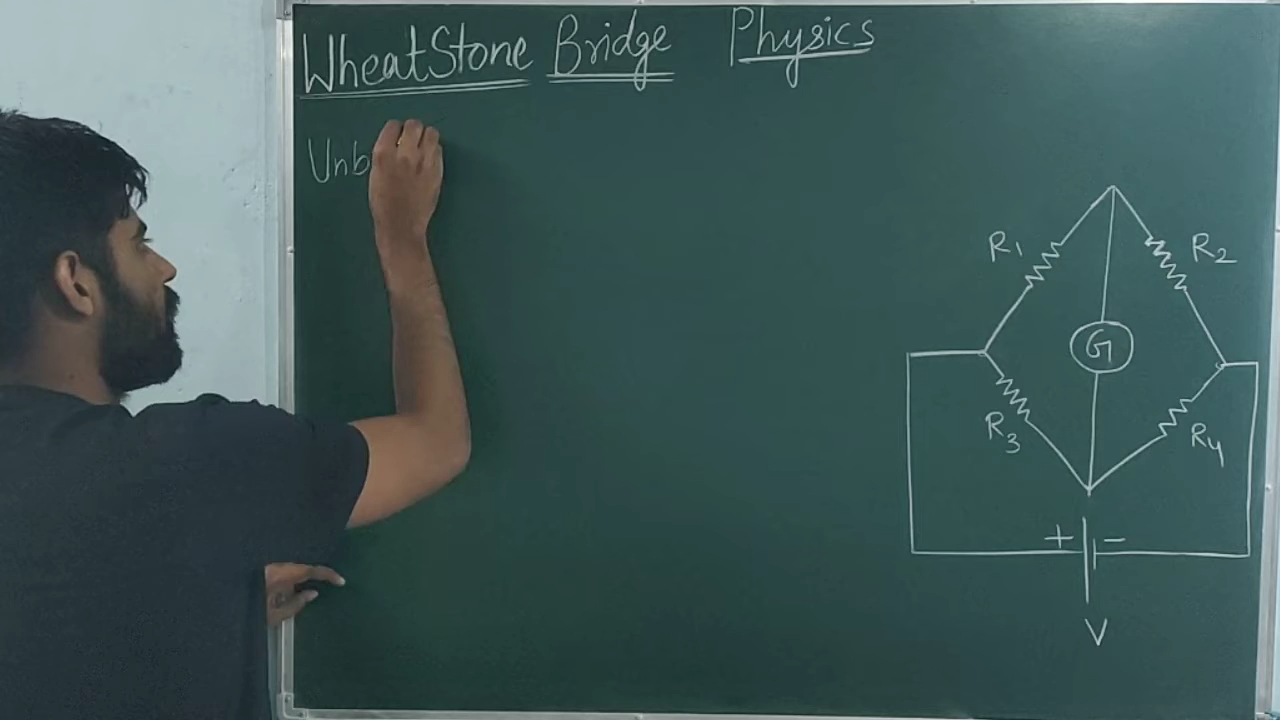 WheatStone Bridge Physics
Unb
R1
R2
G
R3
R4
+ -
V